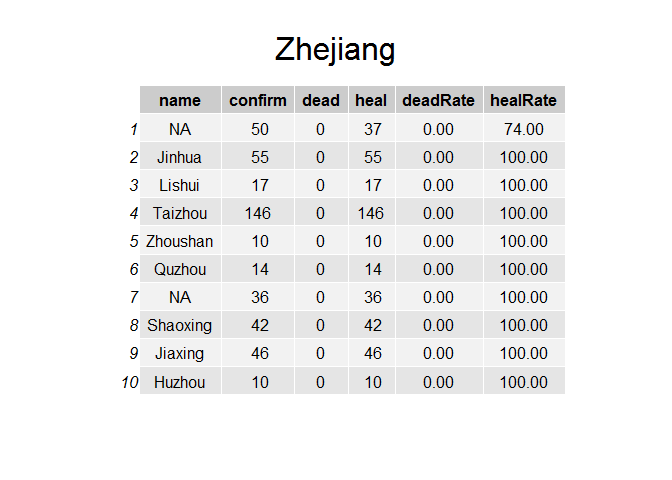 Zhejiang
name confirm dead heal deadRate healRate
1 NA 50 0 37 0.00 74.00
2 Jinhua 55 0 55 0.00 100.00
3 Lishui 17 0 17 0.00 100.00
4 Taizhou 146 0 146 0.00 100.00
5 Zhoushan 10 0 10 0.00 100.00
6 Quzhou 14 0 14 0.00 100.00
7 NA 36 0 36 0.00 100.00
8 Shaoxing 42 0 42 0.00 100.00
9 Jiaxing 46 0 46 0.00 100.00
10 Huzhou 10 0 10 0.00 100.00